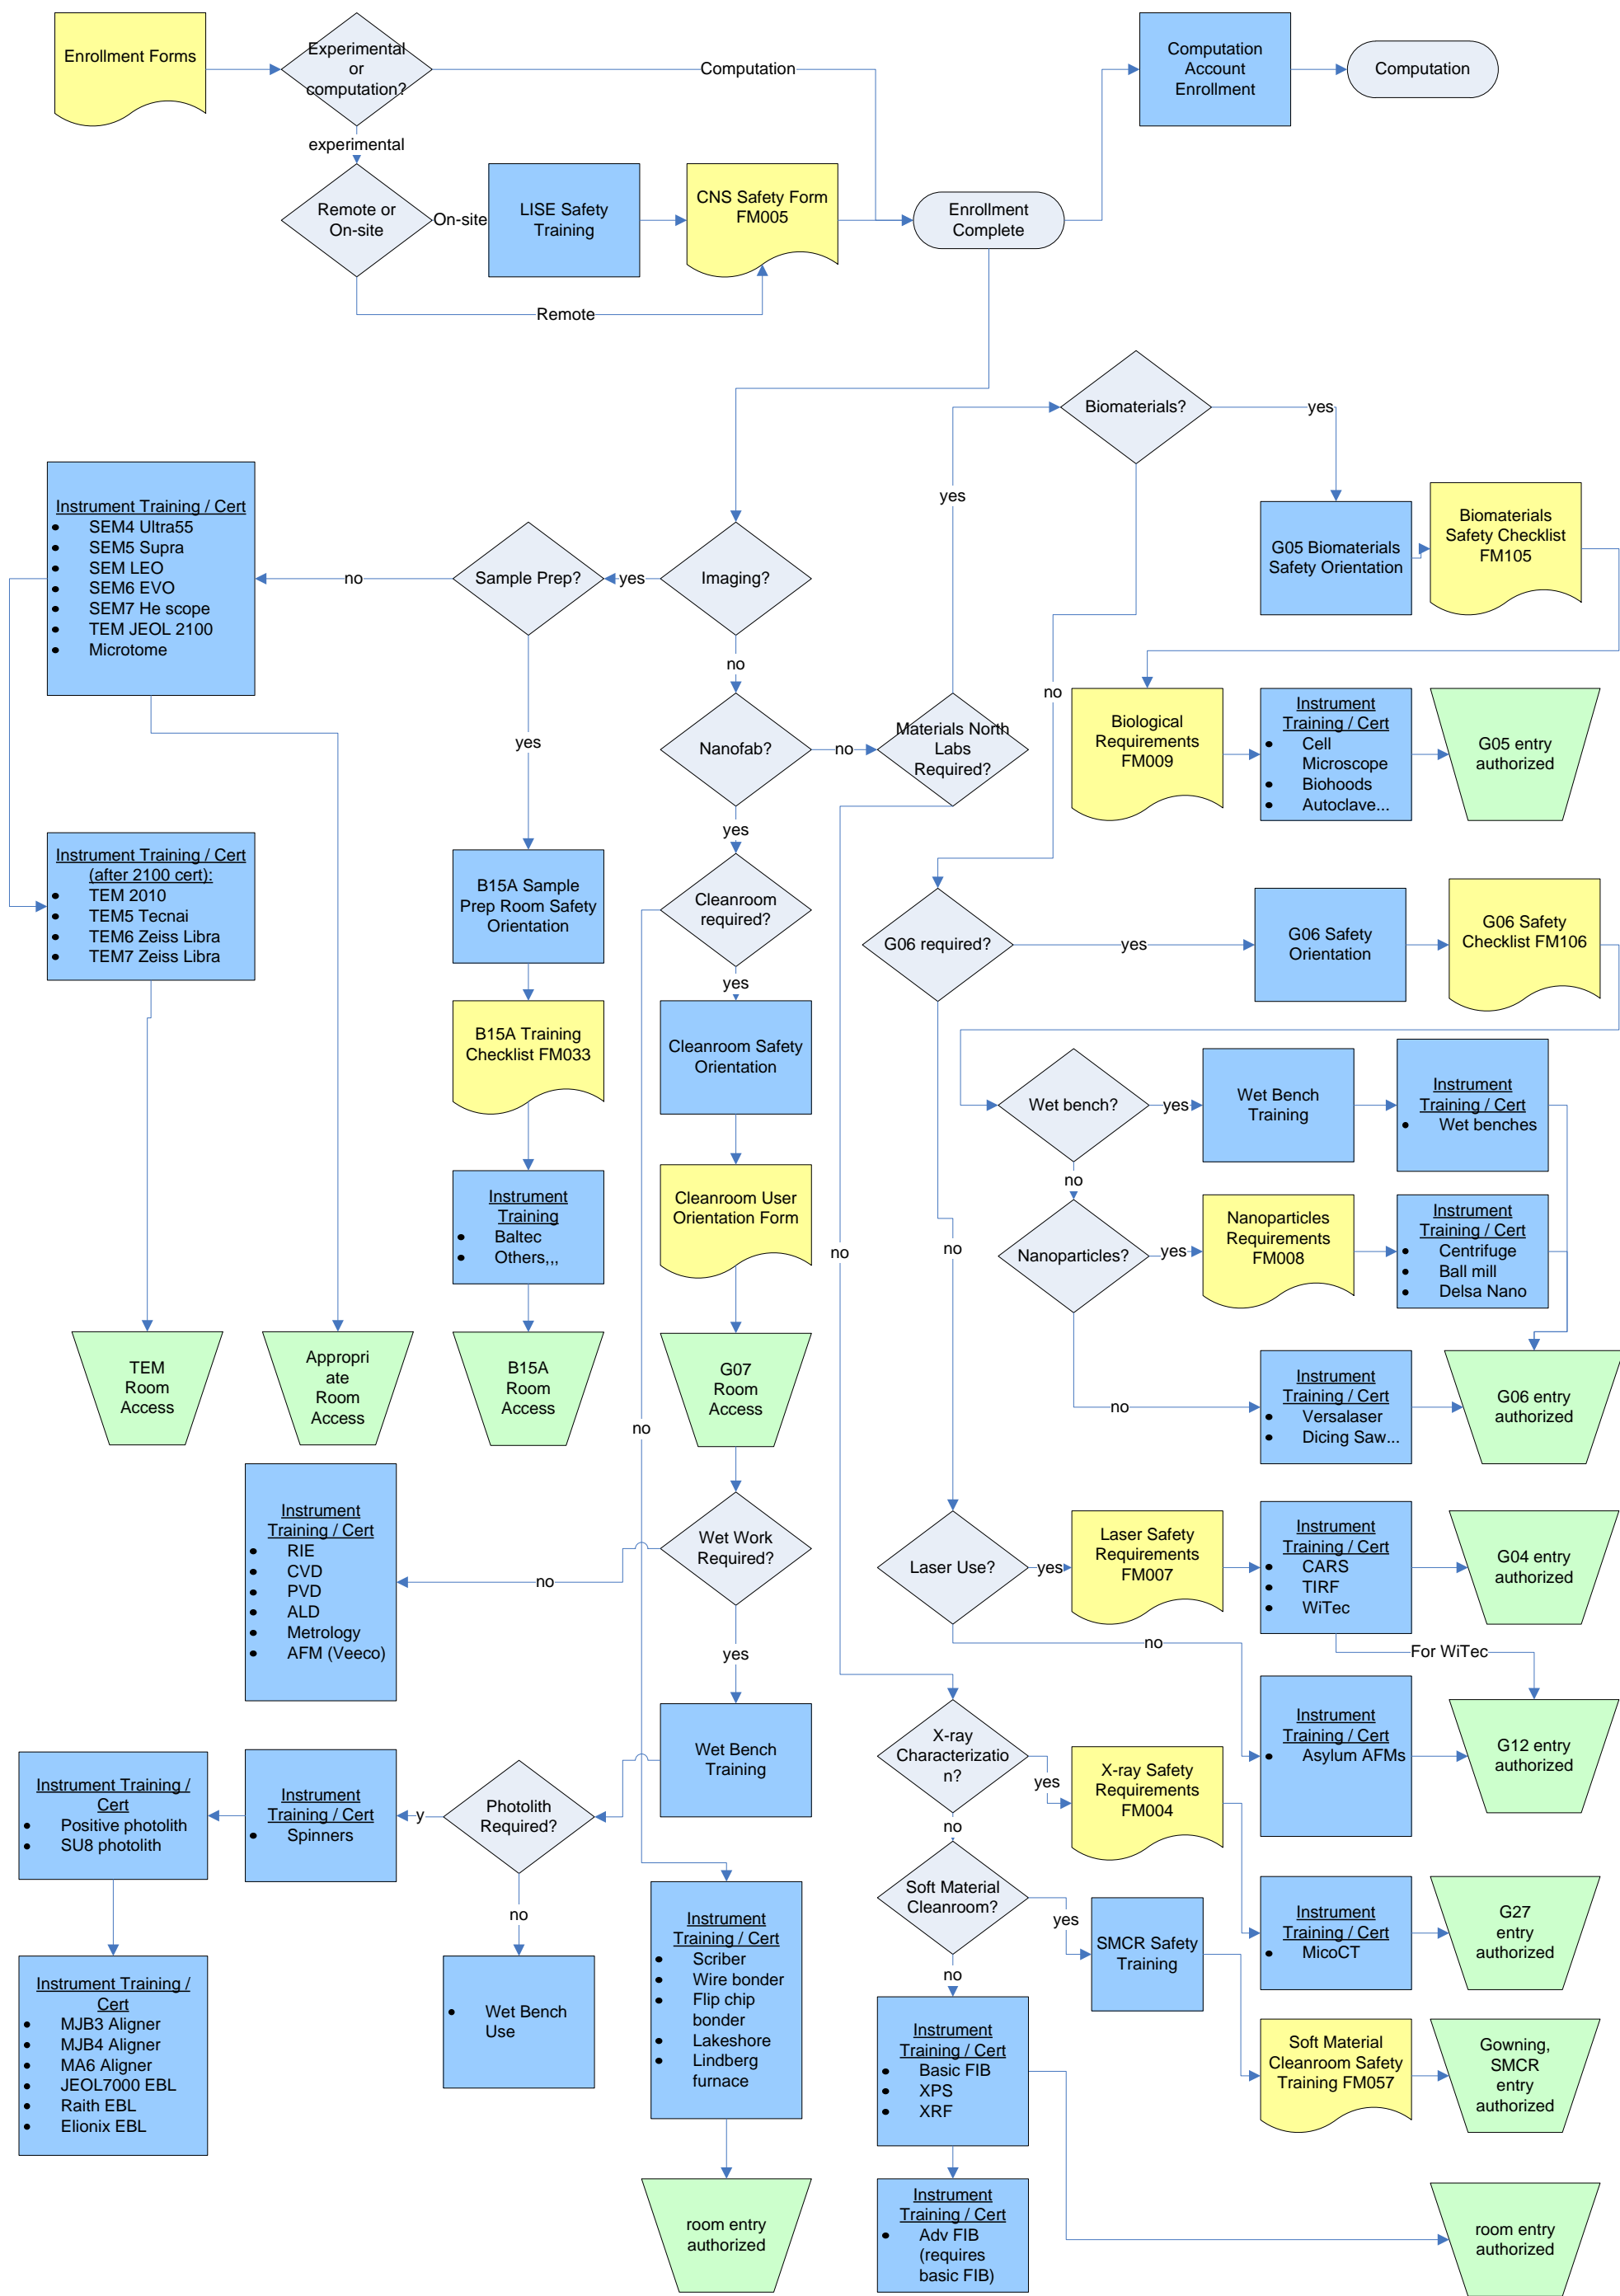 Enrollment Forms
Experimental
or
computation?
Computation
Computation
Account
Enrollment
Computation
experimental
Remote or
On-site
On-site
LISE Safety
Training
CNS Safety Form
FM005
Enrollment
Complete
Remote
Biomaterials?
yes
yes
Instrument Training / Cert
• SEM4 Ultra55
• SEM5 Supra
• SEM LEO
• SEM6 EVO
• SEM7 He scope
• TEM JEOL 2100
• Microtome
no
Sample Prep?
yes
Imaging?
G05 Biomaterials
Safety Orientation
Biomaterials
Safety Checklist
FM105
no
no
yes
Nanofab?
no
Materials North
Labs
Required?
Biological
Requirements
FM009
Instrument
Training / Cert
• Cell
Microscope
• Biohoods
• Autoclave...
G05 entry
authorized
yes
Instrument Training / Cert
(after 2100 cert):
• TEM 2010
• TEM5 Tecnai
• TEM6 Zeiss Libra
• TEM7 Zeiss Libra
B15A Sample
Prep Room Safety
Orientation
Cleanroom
required?
G06 required?
yes
G06 Safety
Orientation
G06 Safety
Checklist FM106
yes
B15A Training
Checklist FM033
Cleanroom Safety
Orientation
Wet bench?
yes
Wet Bench
Training
Instrument
Training / Cert
• Wet benches
no
Instrument
Training
• Baltec
• Others,,,
Cleanroom User
Orientation Form
no
no
Nanoparticles?
yes
Nanoparticles
Requirements
FM008
Instrument
Training / Cert
• Centrifuge
• Ball mill
• Delsa Nano
TEM
Room
Access
Appropri
ate
Room
Access
B15A
Room
Access
G07
Room
Access
no
no
Instrument
Training / Cert
• Versalaser
• Dicing Saw...
G06 entry
authorized
Instrument
Training / Cert
• RIE
• CVD
• PVD
• ALD
• Metrology
• AFM (Veeco)
no
Wet Work
Required?
Laser Use?
yes
Laser Safety
Requirements
FM007
Instrument
Training / Cert
• CARS
• TIRF
• WiTec
G04 entry
authorized
yes
no
For WiTec
Instrument Training /
Cert
• Positive photolith
• SU8 photolith
Instrument
Training / Cert
• Spinners
y
Photolith
Required?
Wet Bench
Training
X-ray
Characterizatio
n?
yes
X-ray Safety
Requirements
FM004
Instrument
Training / Cert
• Asylum AFMs
G12 entry
authorized
no
no
Soft Material
Cleanroom?
yes
SMCR Safety
Training
Instrument
Training / Cert
• MicoCT
G27
entry
authorized
Instrument Training /
Cert
• MJB3 Aligner
• MJB4 Aligner
• MA6 Aligner
• JEOL7000 EBL
• Raith EBL
• Elionix EBL
• Wet Bench
Use
Instrument
Training / Cert
• Scriber
• Wire bonder
• Flip chip
bonder
• Lakeshore
• Lindberg
furnace
no
Instrument
Training / Cert
• Basic FIB
• XPS
• XRF
Soft Material
Cleanroom Safety
Training FM057
Gowning,
SMCR
entry
authorized
room entry
authorized
Instrument
Training / Cert
• Adv FIB
(requires
basic FIB)
room entry
authorized